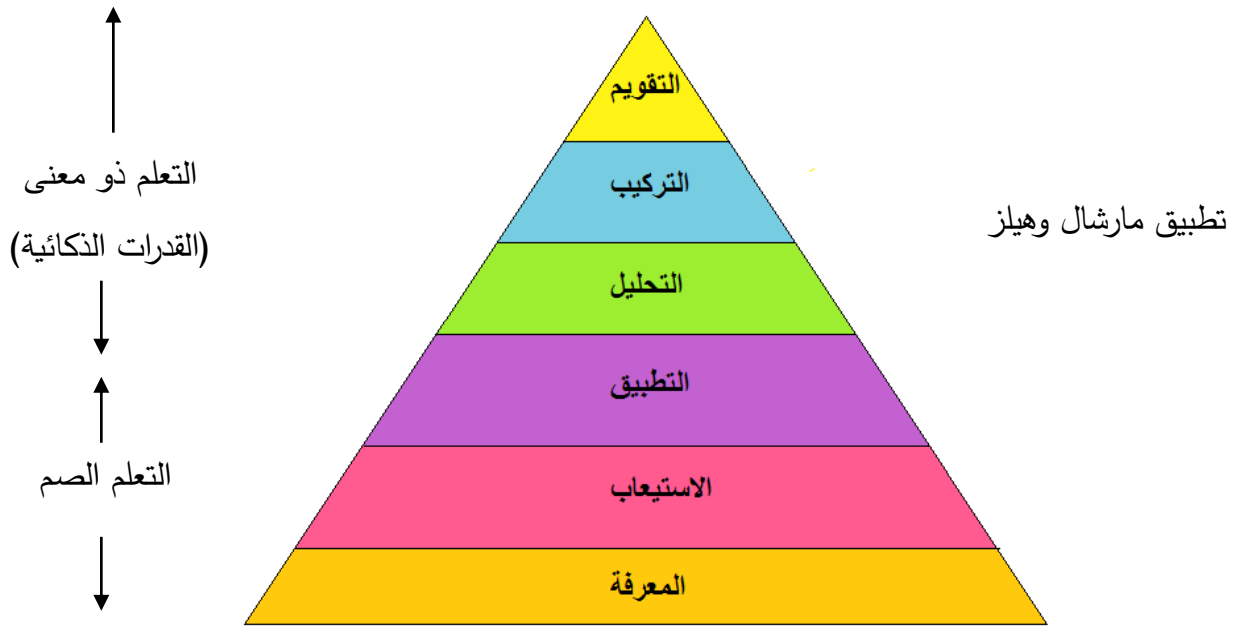 التقويم
التركيب
التحليل
التطبيق
الاستيعاب
المعرفة
تطبيق مارشال وهيلز
التعلم ذو معنى
(القدرات الذكائية)
التعلم الصم